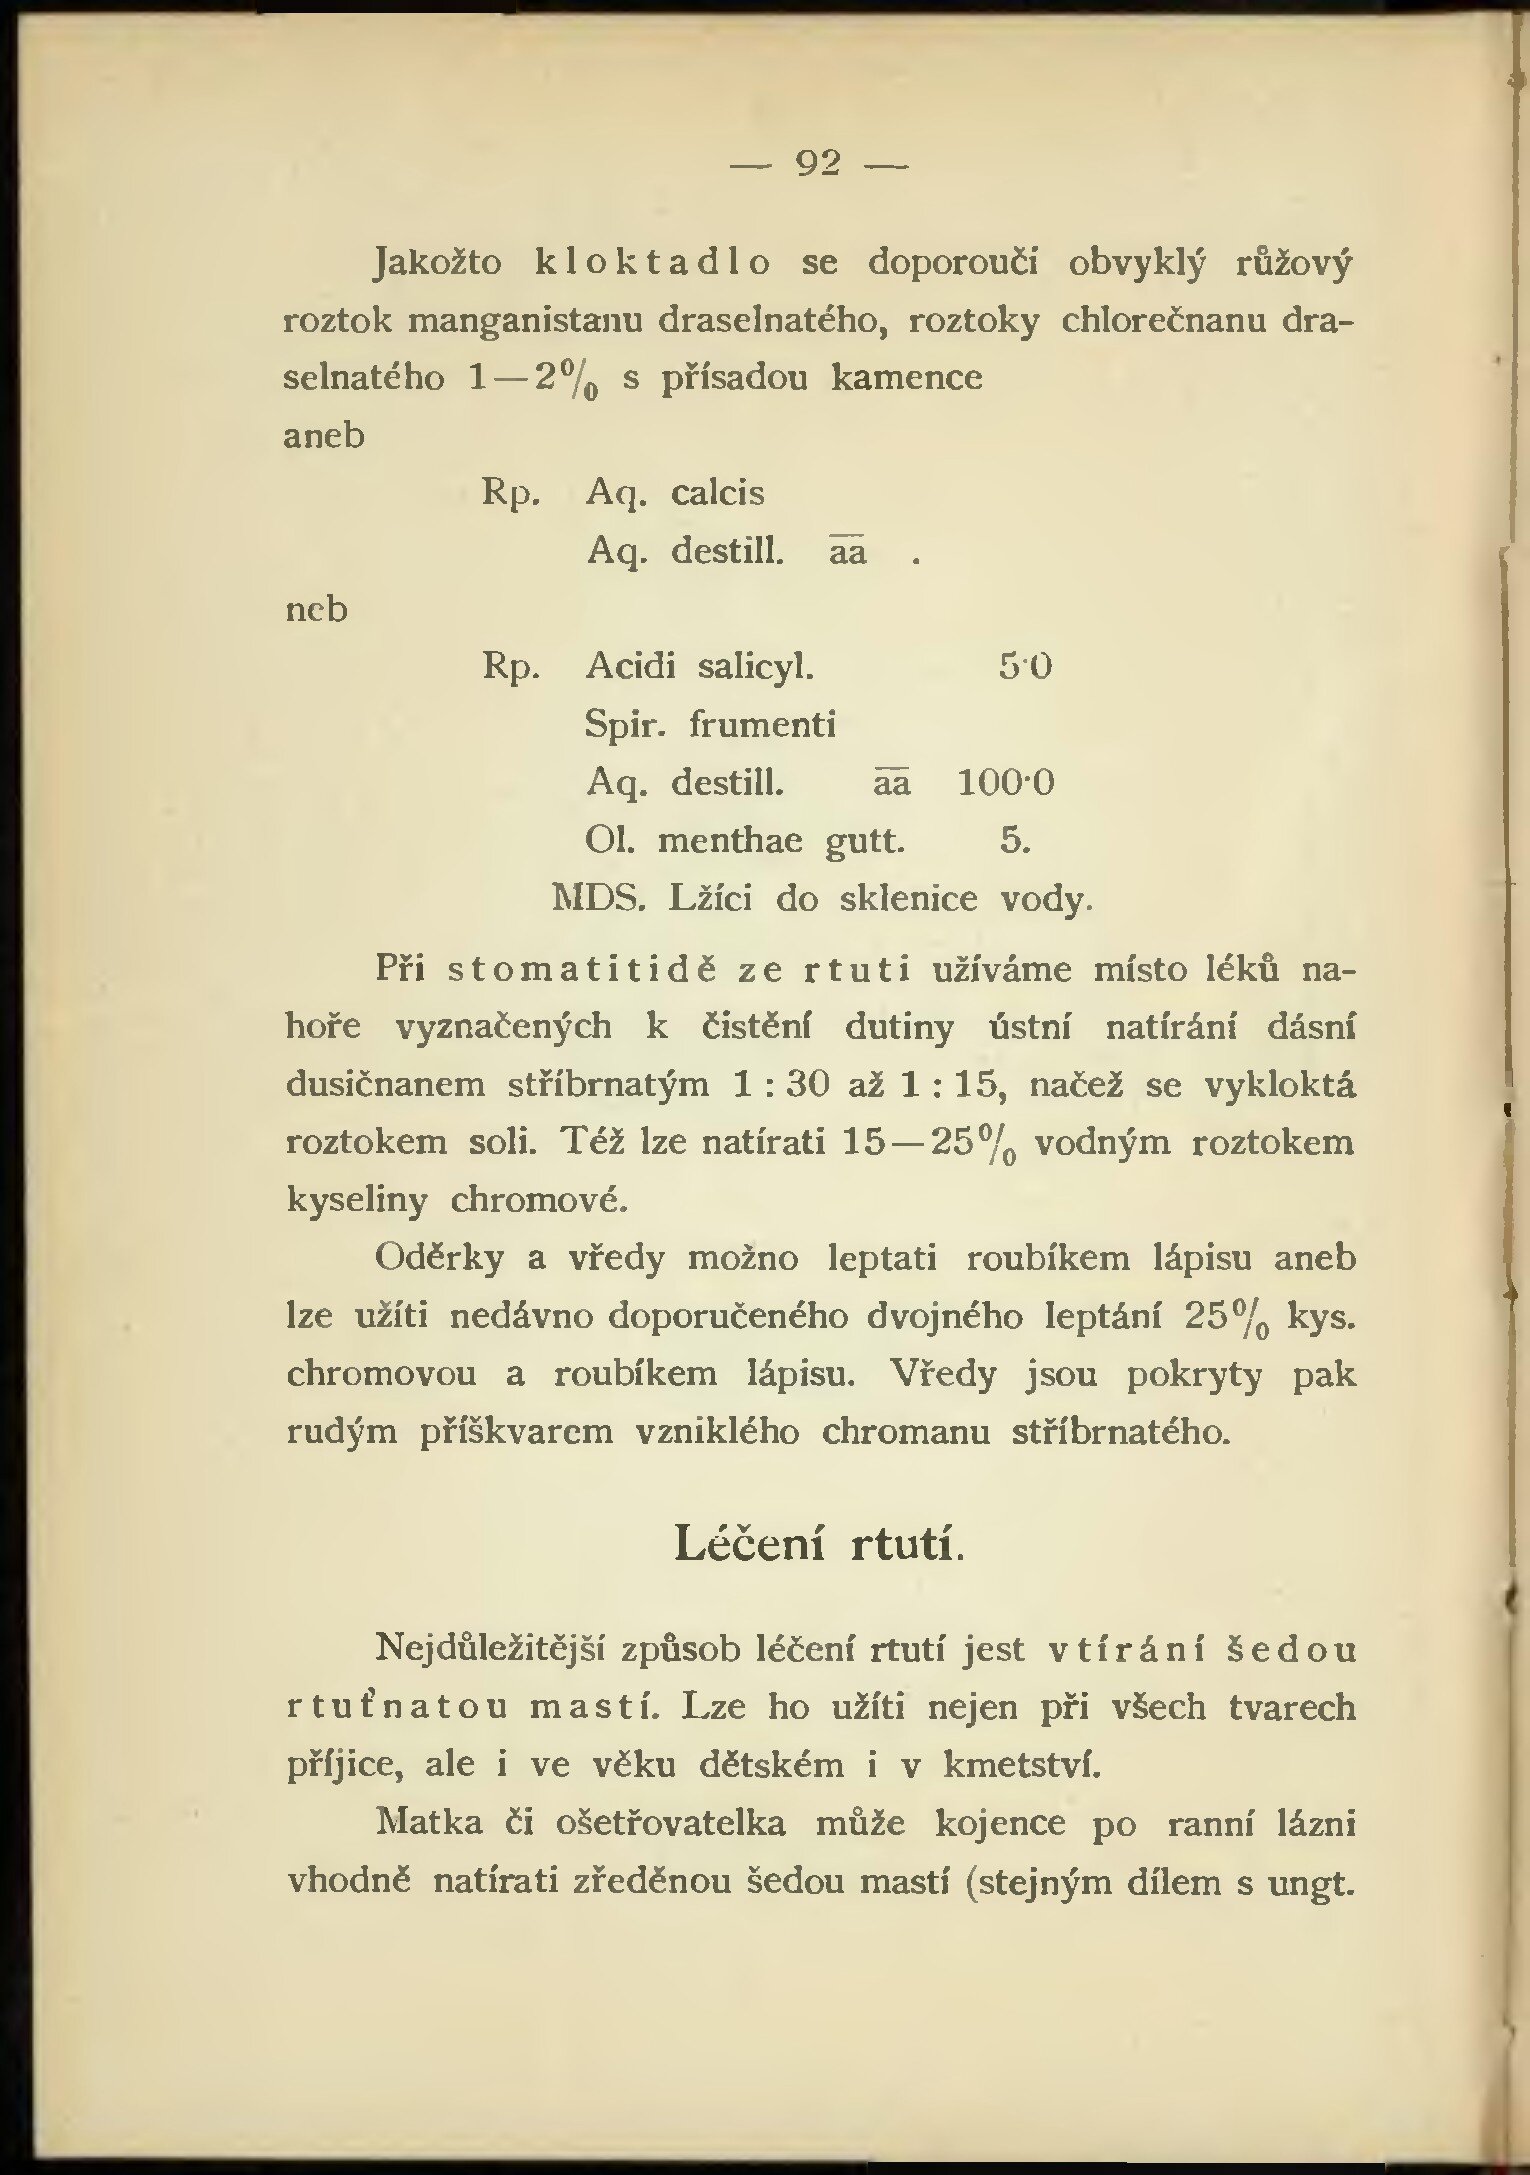 — 92 —
Jakožto kloktadlo se doporoučí obvyklý růžový
roztok manganistanu draselnatého, roztoky chlorečnanu dra-
selnatého 1—2% s přísadou kamence
aneb
Rp. Aq. calcis
Aq. destill. a̅a̅ .
neb
Rp. Acidi salicyl. 5·0
Spir. frumenti
Aq. destill. a̅a̅ 100·0
Ol. menthae gutt. 5.
MDS. Lžíci do sklenice vody.
Při stomatitidě ze rtuti užíváme místo léků na-
hoře vyznačených k čistění dutiny ústní natírání dásní
dusičnanem stříbrnatým 1 : 30 až 1 : 15, načež se vykloktá
roztokem soli. Též lze natírati 15—25% vodným roztokem
kyseliny chromové.
Oděrky a vředy možno leptati roubíkem lápisu aneb
lze užíti nedávno doporučeného dvojného leptání 25% kys.
chromovou a roubíkem lápisu. Vředy jsou pokryty pak
rudým příškvarem vzniklého chromanu stříbrnatého.
Léčení rtutí.
Nejdůležitější způsob léčení rtutí jest vtírání šedou
rtuťnatou mastí. Lze ho užíti nejen při všech tvarech
příjice, ale i ve věku dětském i v kmetství.
Matka či ošetřovatelka může kojence po ranní lázni
vhodně natírati zředěnou šedou mastí (stejným dílem s ungt.